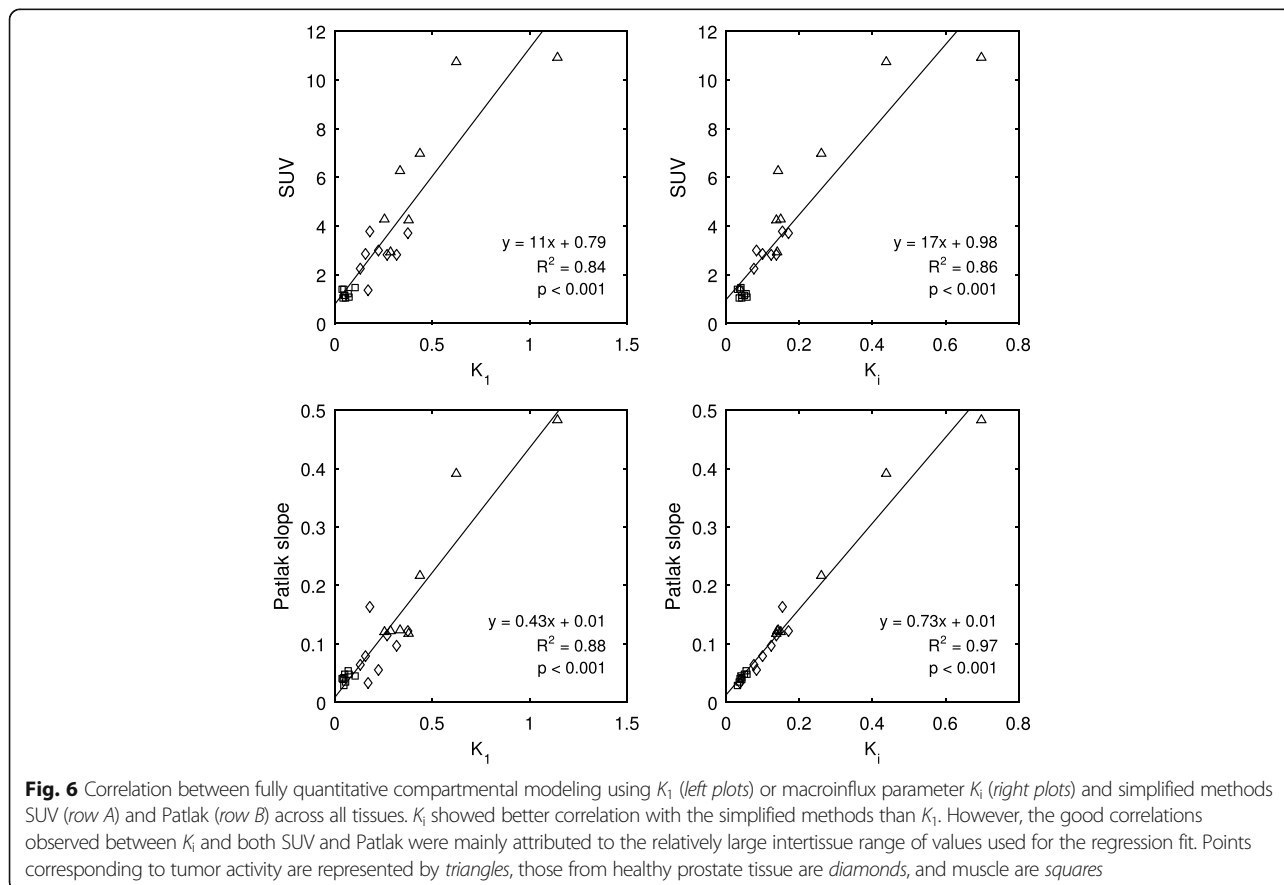 12
10
8
6
4
2
0
SUV
0
0.5
1
1.5
K1
y = 11x + 0.79
R2 = 0.84
p < 0.001
12
10
8
6
4
2
0
SUV
0
0.2
0.4
0.6
0.8
Ki
y = 17x + 0.98
R2 = 0.86
p < 0.001
0.5
0.4
0.3
0.2
0.1
0
Patlak slope
0
0.5
1
1.5
K1
y = 0.43x + 0.01
R2 = 0.88
p < 0.001
0.5
0.4
0.3
0.2
0.1
0
Patlak slope
0
0.2
0.4
0.6
0.8
Ki
y = 0.73x + 0.01
R2 = 0.97
p < 0.001
Fig. 6 Correlation between fully quantitative compartmental modeling using K1 (left plots) or macroinflux parameter Ki (right plots) and simplified methods
SUV (row A) and Patlak (row B) across all tissues. Ki showed better correlation with the simplified methods than K1. However, the good correlations
observed between Ki and both SUV and Patlak were mainly attributed to the relatively large intertissue range of values used for the regression fit. Points
corresponding to tumor activity are represented by triangles, those from healthy prostate tissue are diamonds, and muscle are squares